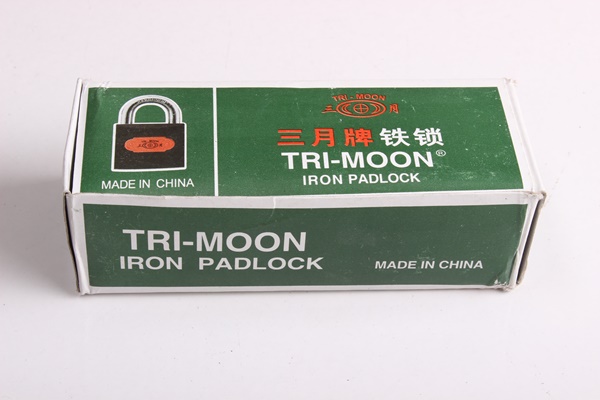 TRI-MOON
三 月
三月牌铁锁
TRI-MOON®
IRON PADLOCK
MADE IN CHINA
TRI-MOON
IRON PADLOCK
MADE IN CHINA